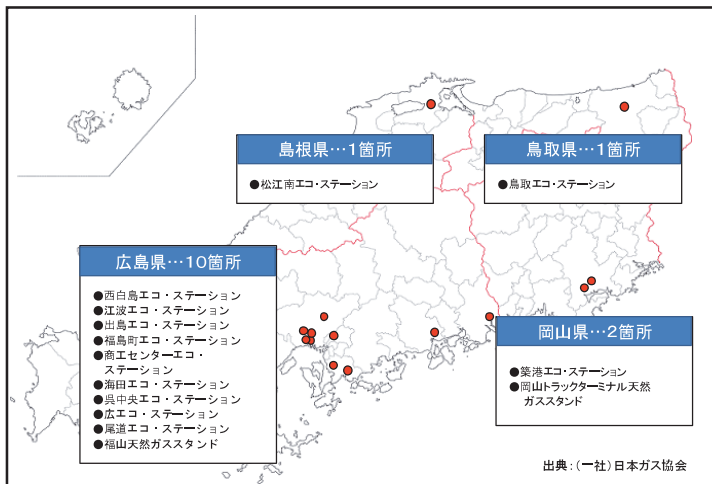 島根県…1箇所
●松江南エコ・ステーション
鳥取県…1箇所
●鳥取エコ・ステーション
広島県…10箇所
●西白島エコ・ステーション
●江波エコ・ステーション
●出島エコ・ステーション
●福島町エコ・ステーション
●商工センターエコ・
ステーション
●海田エコ・ステーション
●呉中央エコ・ステーション
●広エコ・ステーション
●尾道エコ・ステーション
●福山天然ガススタンド
岡山県…2箇所
●築港エコ・ステーション
●岡山トラックターミナル天然
ガススタンド
出典：(一社)日本ガス協会